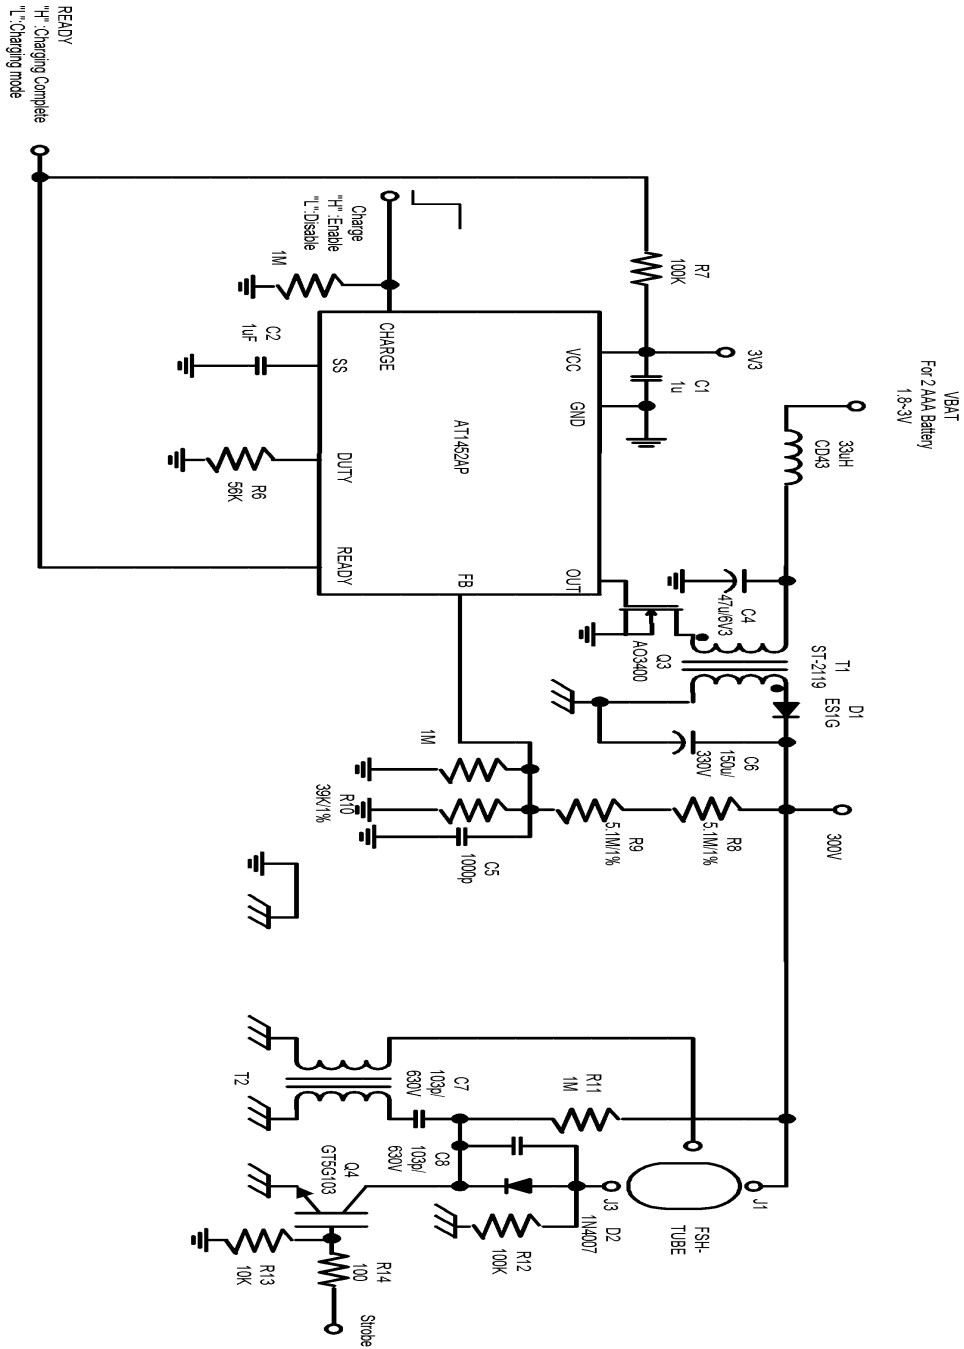 VBAT
For 2 AAA Battery
1.8~3V
33uH
CD43
T1
ST-2119
D1
ES1G
300V
3V3
R7
100K
C1
1u
C4
47u/6V3
Q3
AO3400
C6
150u/
330V
R8
5.1M/1%
R9
5.1M/1%
J1
FSH-
TUBE
J3
D2
1N4007
R11
1M
R12
100K
C7
103p/
630V
C8
103p/
630V
VCC
GND
OUT
AT1452AP
FB
CHARGE
SS
DUTY
READY
Charge
"H" :Enable
"L":Disable
1M
C2
1uF
R6
56K
1M
R10
39K/1%
C5
1000p
T2
Q4
GT5G103
R14
100
R13
10K
Strobe
READY
"H" :Charging Complete
"L":Charging mode